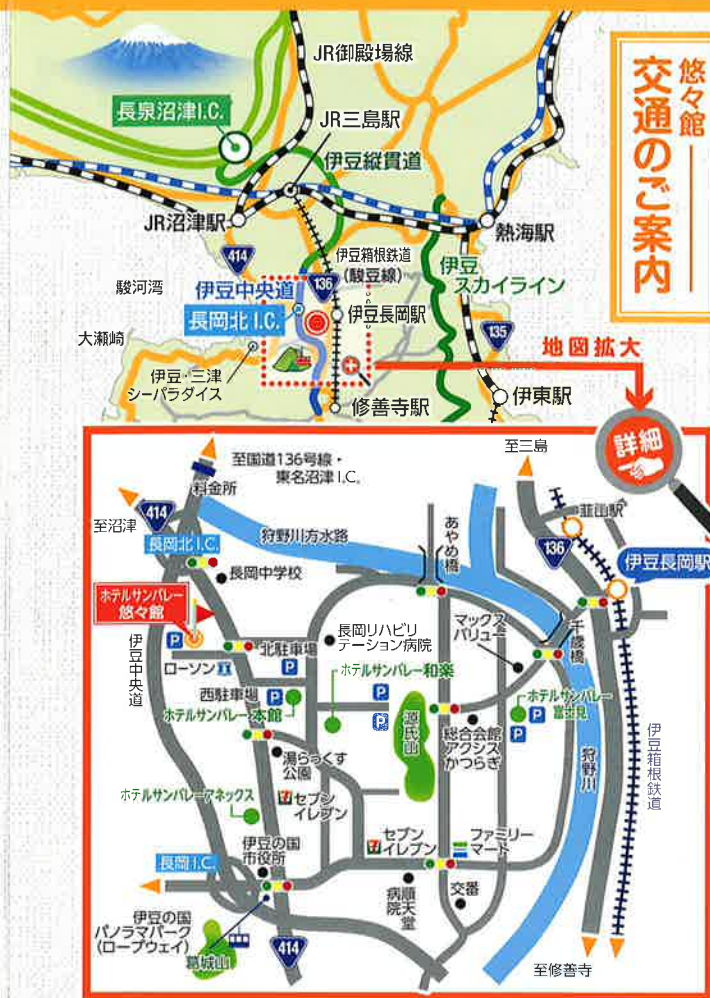 悠々館
交通のご案内
JR御殿場線
長泉沼津I.C.
JR三島駅
伊豆縦貫道
JR沼津駅
熱海駅
414
伊豆箱根鉄道
(駿豆線)
136
伊豆
スカイライン
駿河湾
伊豆中央道
長岡北I.C.
伊豆長岡駅
135
大瀬崎
伊豆・三津
シーパラダイス
地図拡大
修善寺駅
伊東駅
詳細
至国道136号線・
東名沼津I.C.
至三島
料金所
414
至沼津
狩野川方水路
あやめ橋
韮山駅
136
長岡北I.C.
伊豆長岡駅
長岡中学校
ホテルサンバレー
悠々館
P
伊豆中央道
北駐車場
P
長岡リハビリ
テーション病院
マックス
バリュー
千歳橋
ローソン
西駐車場
P
ホテルサンバレー和楽
P
P
ホテルサンバレー本館
源氏山
ホテルサンバレー
富士見
P
P
総合会館
アクシス
かつらぎ
湯らっくす
公園
狩野川
伊豆箱根鉄道
ホテルサンバレーアネックス
セブン
イレブン
伊豆の国
市役所
セブン
イレブン
ファミリー
マート
長岡I.C.
順天堂
病院
交番
伊豆の国
パノラマパーク
(ロープウェイ)
葛城山
414
至修善寺